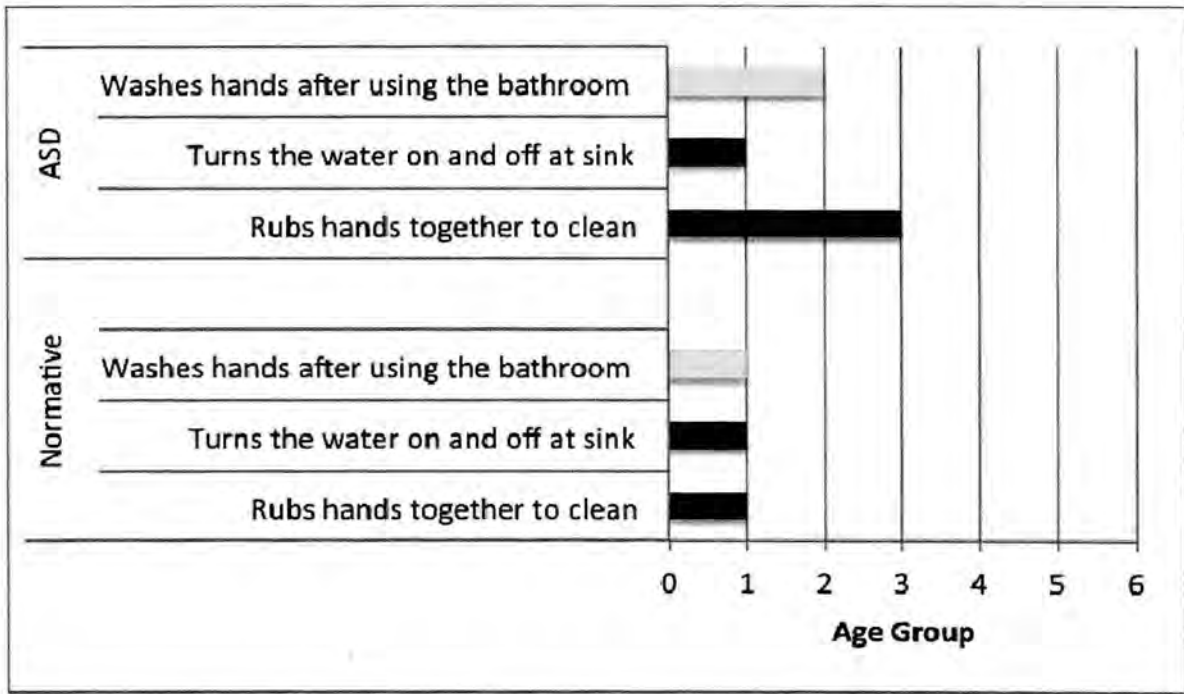 ASD
Washes hands after using the bathroom
Turns the water on and off at sink
Rubs hands together to clean
Normative
Washes hands after using the bathroom
Turns the water on and off at sink
Rubs hands together to clean
0 1 2 3 4 5 6
Age Group